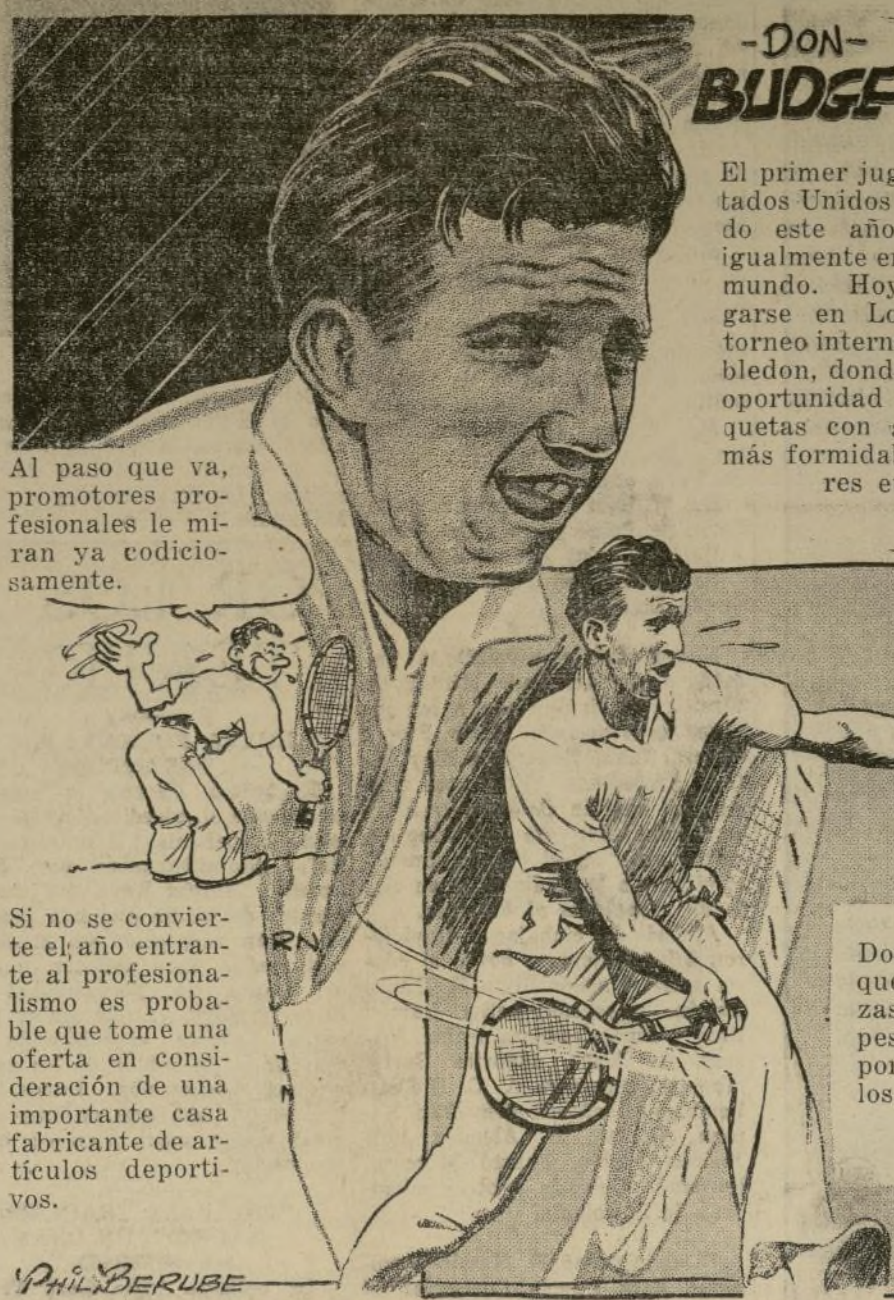 -DON-
BUDGE
El primer jug
tados Unidos
do este año
igualmente en
mundo. Hoy
garse en Lo
torneo intern
bledon, dond
oportunidad
quetas con
más formidal
res e
Al paso que va,
promotores pro-
fesionales le mi-
ran ya codicio-
samente.
Si no se convier-
te el año entran-
te al profesiona-
lismo es proba-
ble que tome una
oferta en consi-
deración de una
importante casa
fabricante de ar-
tículos deporti-
vos.
RN
Do
que
zas
pes
por
los
"PHIL" BERUBE